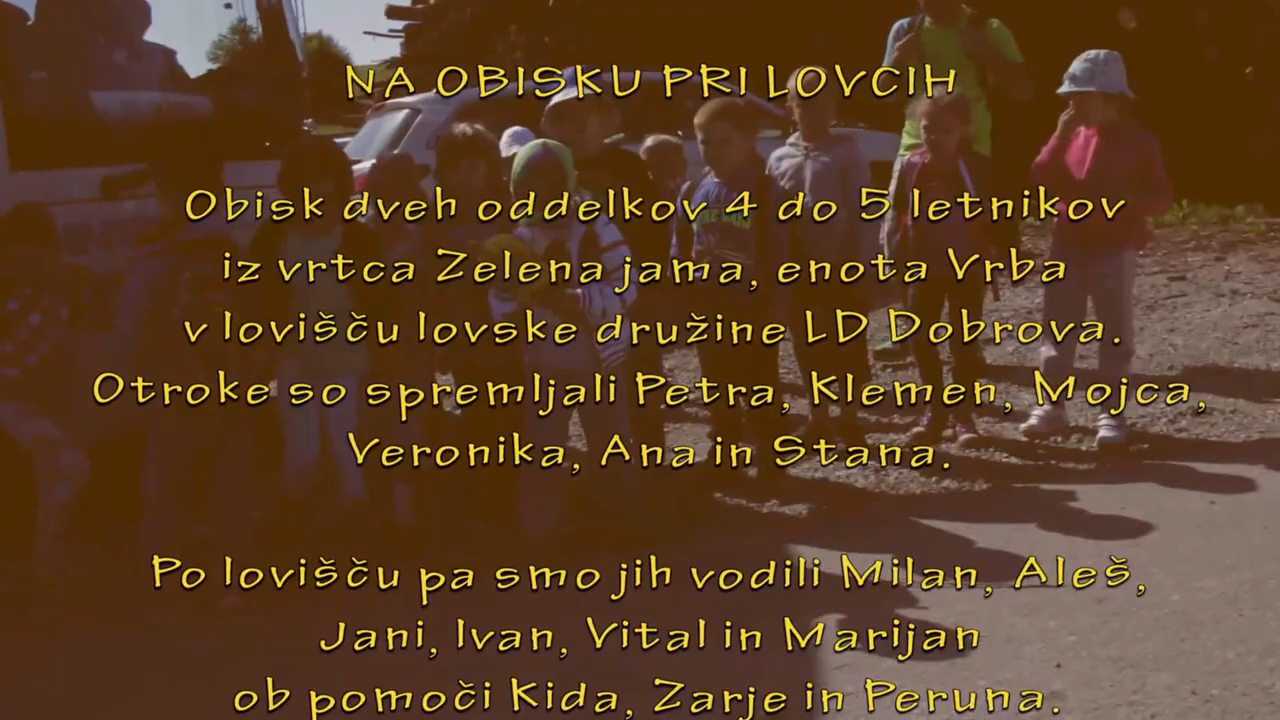 NA OBISKU PRI LOVCIH
Obisk dveh oddelkov 4 do 5 letnikov
iz vrtca Zelena jama, enota Vrba
v lovišču lovske družine LD Dobrova.
Otroke so spremljali Petra, Klemen, Mojca,
Veronika, Ana in Stana.
Po lovišču pa smo jih vodili Milan, Aleš,
Jani, Ivan, Vital in Marijan
ob pomoči Kida, Zarje in Peruna.